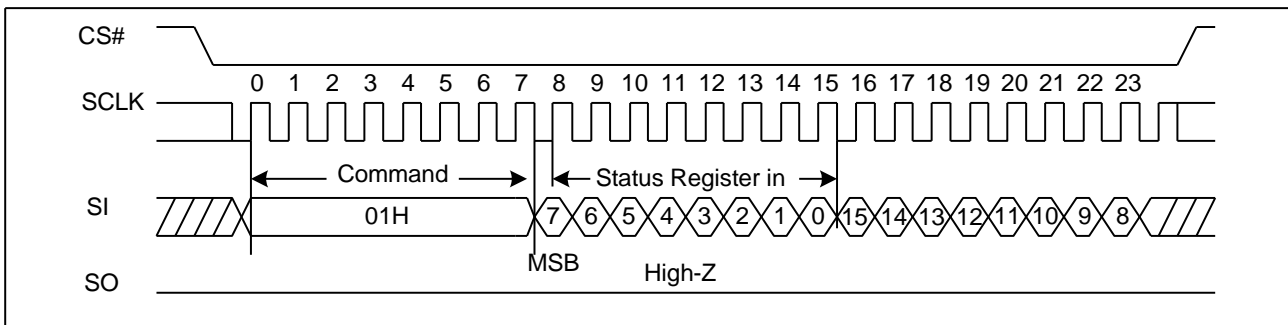 CS#
0 1 2 3 4 5 6 7 8 9 10 11 12 13 14 15 16 17 18 19 20 21 22 23
SCLK
Command Status Register in
SI 01H 7 6 5 4 3 2 1 0 15 14 13 12 11 10 9 8
MSB High-Z
SO